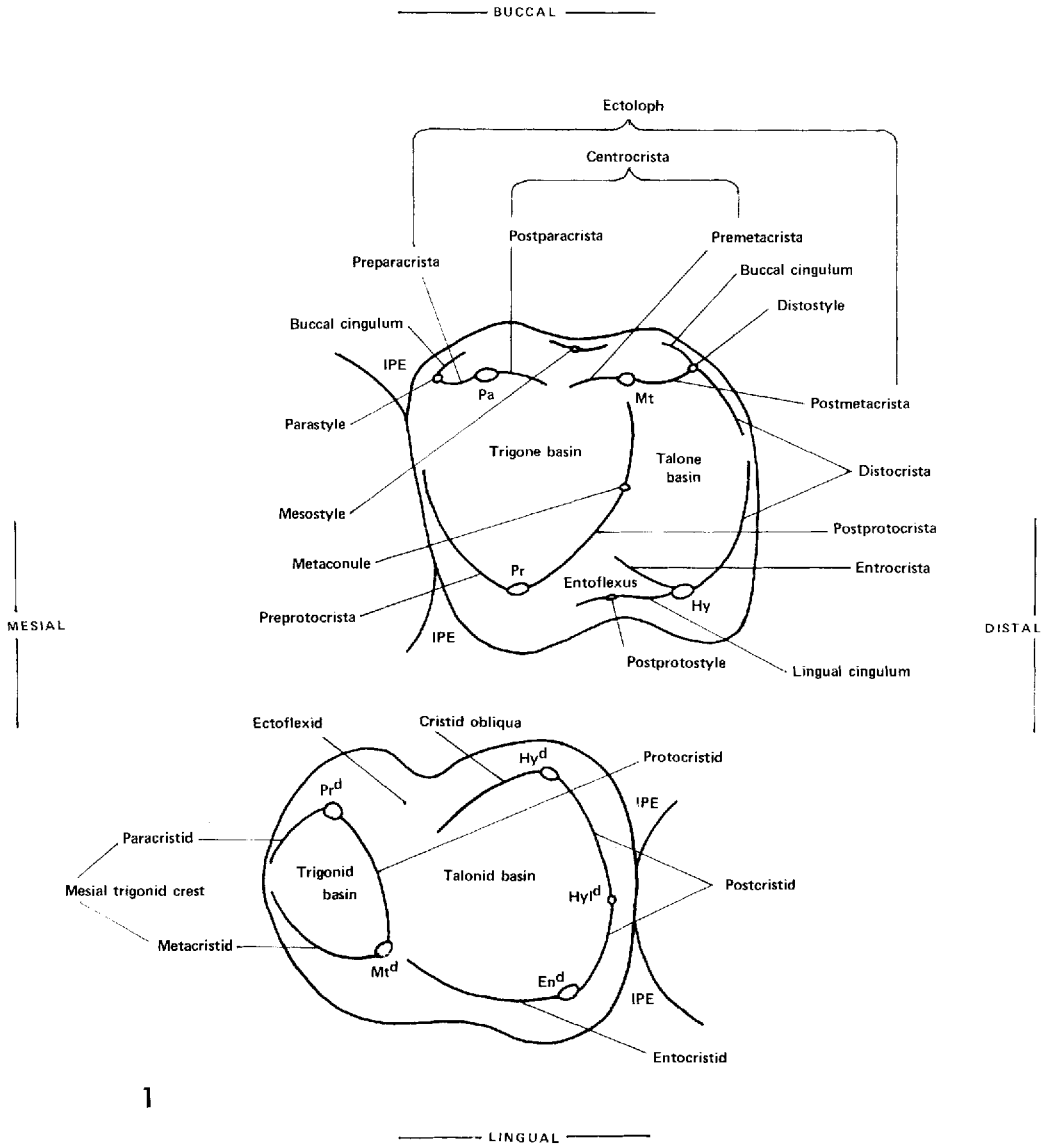 BUCCAL
Ectoloph
Centrocrista
Postparacrista
Premetacrista
Preparacrista
Buccal cingulum
Distostyle
Buccal cingulum
IPE
Pa
Mt
Postmetacrista
Parastyle
Trigone basin
Talone
basin
Distocrista
Mesostyle
Postprotocrista
Metaconule
Pr
Entoflexus
Entrocrista
Hy
Preprotocrista
MESIAL
DISTAL
IPE
Postprotostyle
Lingual cingulum
Ectoflexid
Cristid obliqua
Hyd
Protocristid
Prd
IPE
Paracristid
Trigonid
basin
Talonid basin
Mesial trigonid crest
Postcristid
Hyld
Metacristid
Mtd
End
IPE
Entocristid
1
LINGUAL